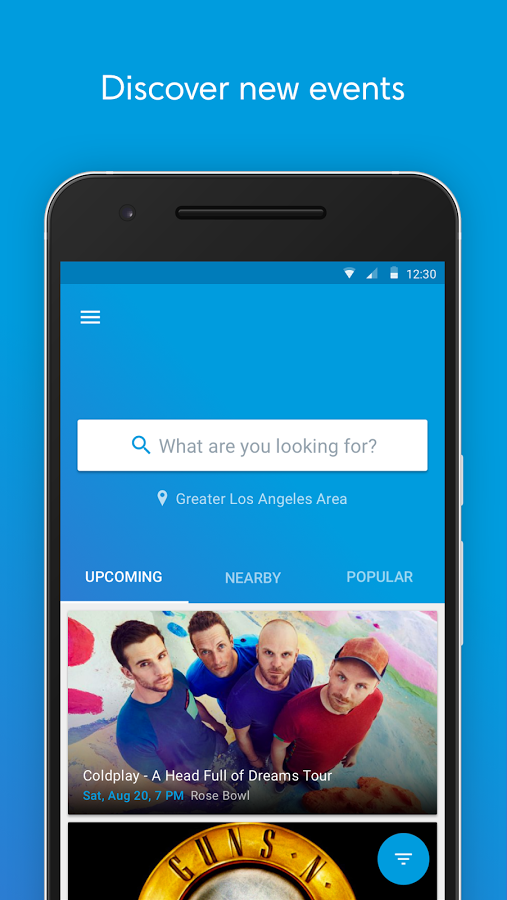 Discover new events
12:30
What are you looking for?
Greater Los Angeles Area
UPCOMING NEARBY POPULAR
Coldplay - A Head Full of Dreams Tour
Sat, Aug 20, 7 PM Rose Bowl
GUNS N